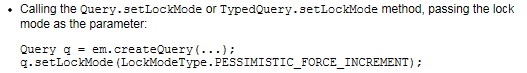 • Calling the Query.setLockMode or TypedQuery.setLockMode method, passing the lock
mode as the parameter:
Query q = em.createQuery(...);
q.setLockMode(LockModeType.PESSIMISTIC_FORCE_INCREMENT);